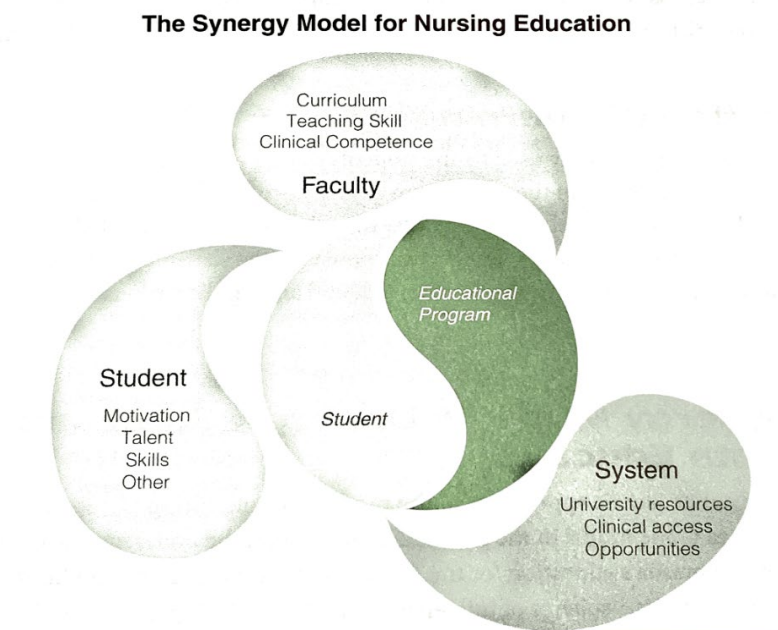 The Synergy Model for Nursing Education
Curriculum
Teaching Skill
Clinical Competence
Faculty
Educational
Program
Student
Motivation
Talent
Skills
Other
Student
System
University resources
Clinical access
Opportunities